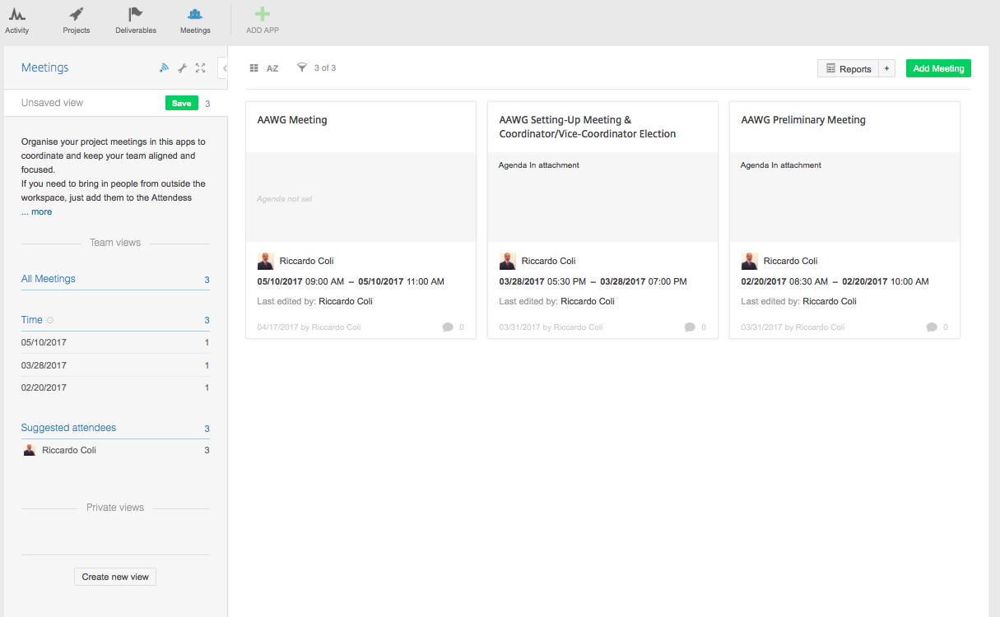 Activity
Projects
Deliverables
Meetings
ADD APP
Meetings
Unsaved view
Save
3
Organise your project meetings in this apps to
coordinate and keep your team aligned and
focused.
If you need to bring in people from outside the
workspace, just add them to the Attendess
... more
Team views
All Meetings 3
Time 3
05/10/2017 1
03/28/2017 1
02/20/2017 1
Suggested attendees 3
Riccardo Coli 3
Private views
Create new view
A-Z
3 of 3
Reports +
Add Meeting
AAWG Meeting
Agenda not set
Riccardo Coli
05/10/2017 09:00 AM – 05/10/2017 11:00 AM
Last edited by: Riccardo Coli
04/17/2017 by Riccardo Coli 0
AAWG Setting-Up Meeting &
Coordinator/Vice-Coordinator Election
Agenda In attachment
Riccardo Coli
03/28/2017 05:30 PM – 03/28/2017 07:00 PM
Last edited by: Riccardo Coli
03/31/2017 by Riccardo Coli 0
AAWG Preliminary Meeting
Agenda In attachment
Riccardo Coli
02/20/2017 08:30 AM – 02/20/2017 10:00 AM
Last edited by: Riccardo Coli
03/31/2017 by Riccardo Coli 0